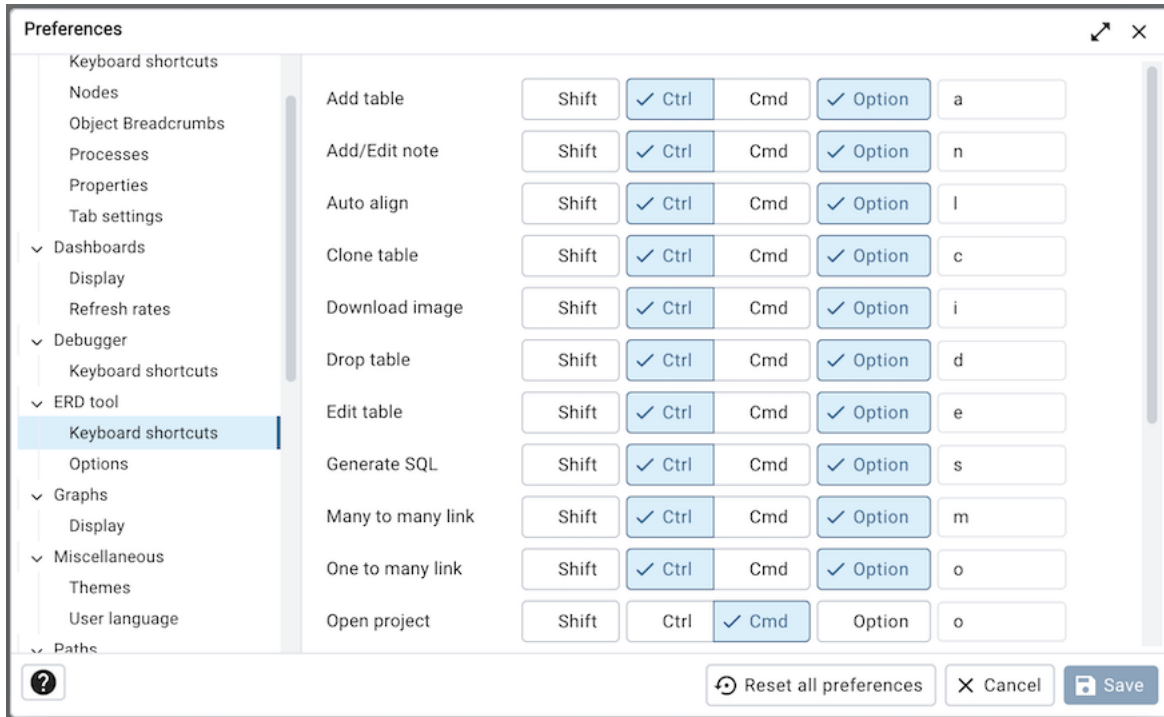 Preferences
Keyboard shortcuts
Nodes
Object Breadcrumbs
Processes
Properties
Tab settings
Dashboards
Display
Refresh rates
Debugger
Keyboard shortcuts
ERD tool
Keyboard shortcuts
Options
Graphs
Display
Miscellaneous
Themes
User language
Paths
Add table Shift Ctrl Cmd Option a
Add/Edit note Shift Ctrl Cmd Option n
Auto align Shift Ctrl Cmd Option l
Clone table Shift Ctrl Cmd Option c
Download image Shift Ctrl Cmd Option i
Drop table Shift Ctrl Cmd Option d
Edit table Shift Ctrl Cmd Option e
Generate SQL Shift Ctrl Cmd Option s
Many to many link Shift Ctrl Cmd Option m
One to many link Shift Ctrl Cmd Option o
Open project Shift Ctrl Cmd Option o
? Reset all preferences Cancel Save